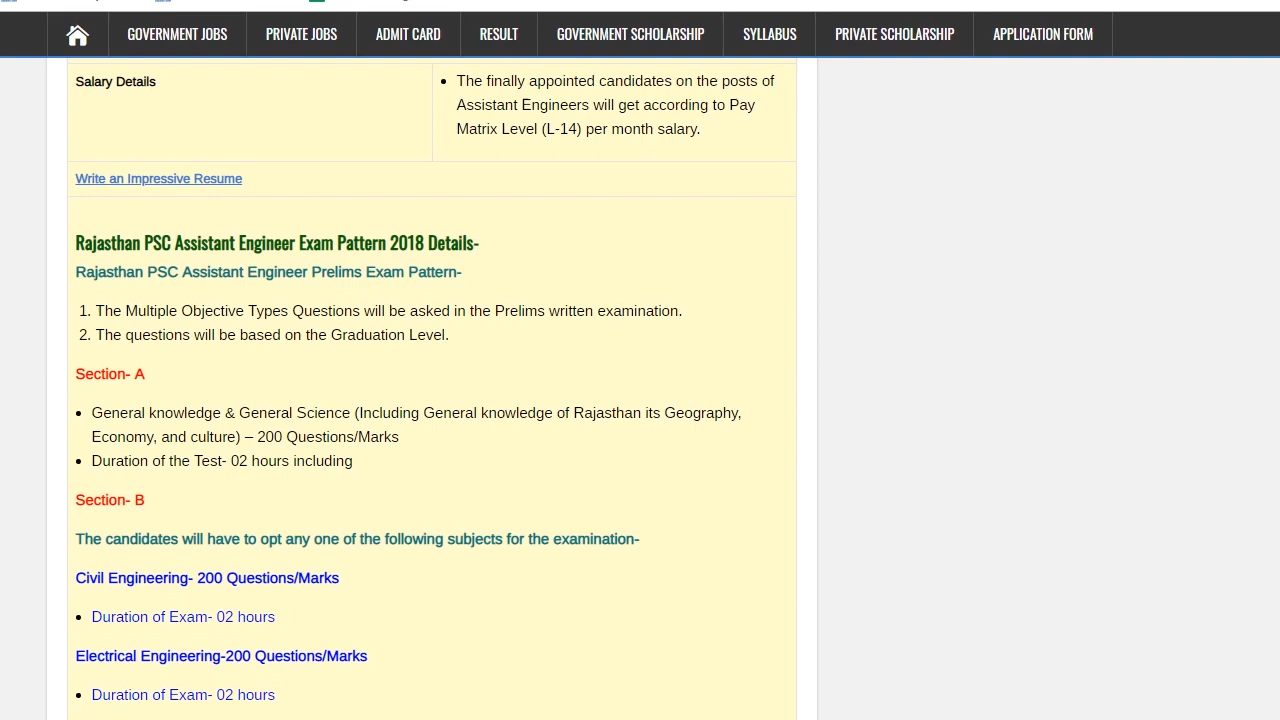 GOVERNMENT JOBS PRIVATE JOBS ADMIT CARD RESULT GOVERNMENT SCHOLARSHIP SYLLABUS PRIVATE SCHOLARSHIP APPLICATION FORM
Salary Details
• The finally appointed candidates on the posts of
Assistant Engineers will get according to Pay
Matrix Level (L-14) per month salary.
Write an Impressive Resume
Rajasthan PSC Assistant Engineer Exam Pattern 2018 Details-
Rajasthan PSC Assistant Engineer Prelims Exam Pattern-
1. The Multiple Objective Types Questions will be asked in the Prelims written examination.
2. The questions will be based on the Graduation Level.
Section- A
• General knowledge & General Science (Including General knowledge of Rajasthan its Geography,
Economy, and culture) – 200 Questions/Marks
• Duration of the Test- 02 hours including
Section- B
The candidates will have to opt any one of the following subjects for the examination-
Civil Engineering- 200 Questions/Marks
• Duration of Exam- 02 hours
Electrical Engineering-200 Questions/Marks
• Duration of Exam- 02 hours